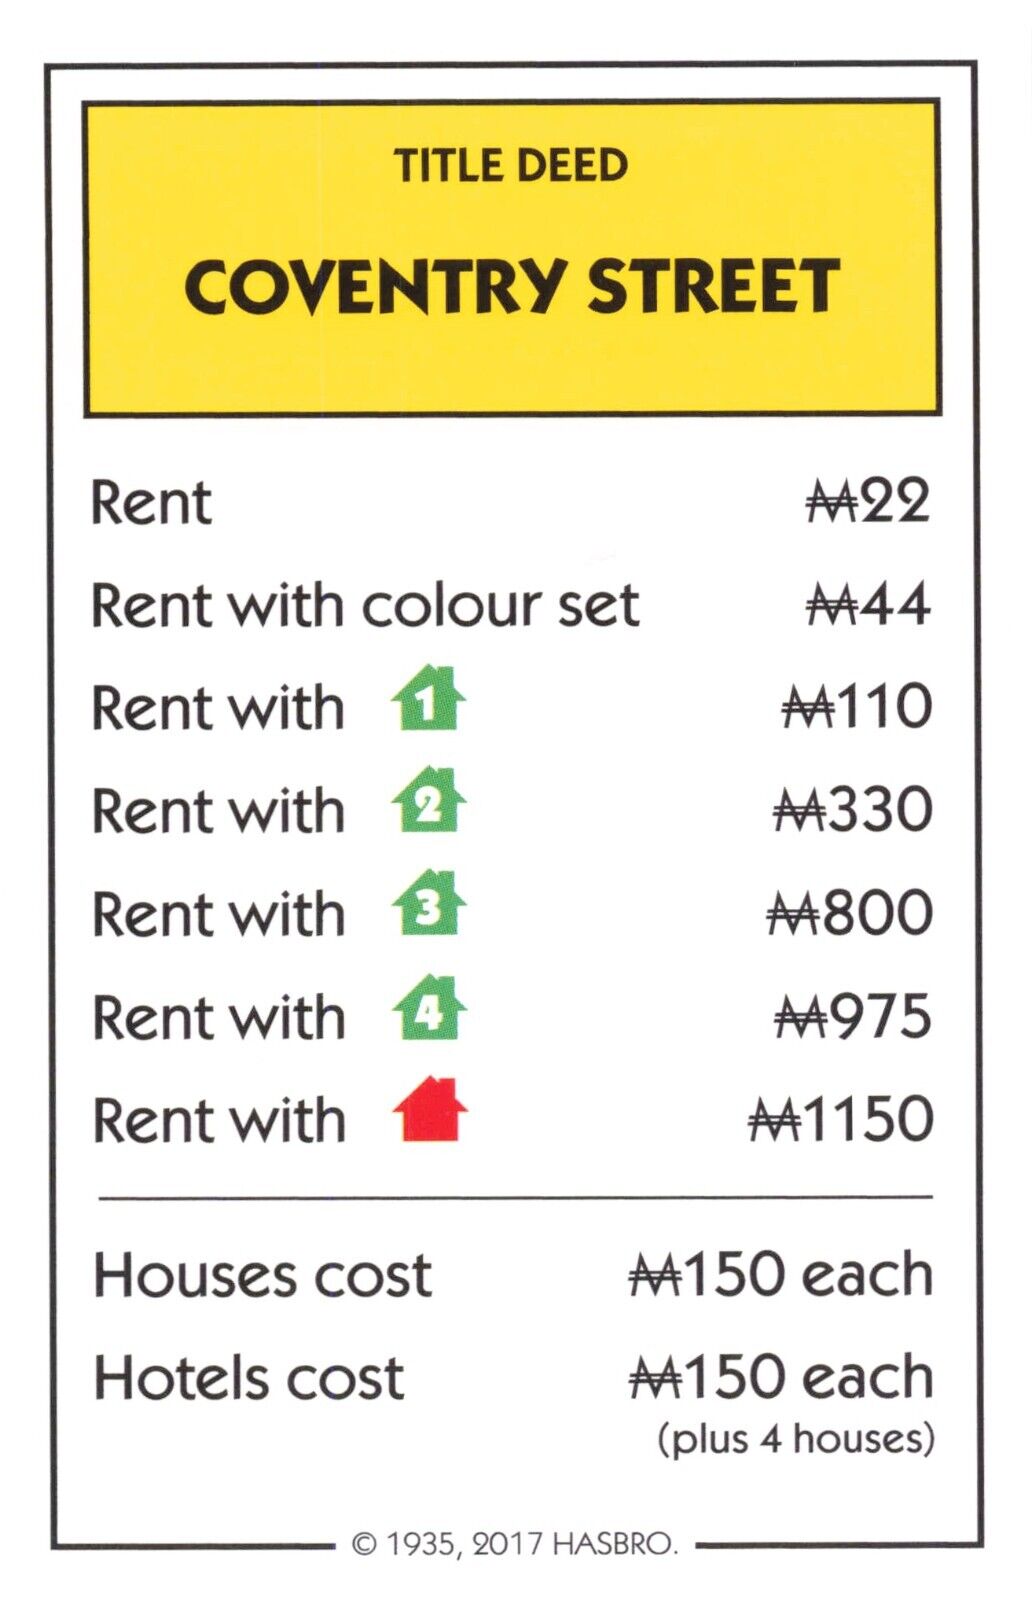 TITLE DEED
COVENTRY STREET
Rent ₩22
Rent with colour set ₩44
Rent with 1 ₩110
Rent with 2 ₩330
Rent with 3 ₩800
Rent with 4 ₩975
Rent with ₩1150
Houses cost ₩150 each
Hotels cost ₩150 each
(plus 4 houses)
© 1935, 2017 HASBRO.